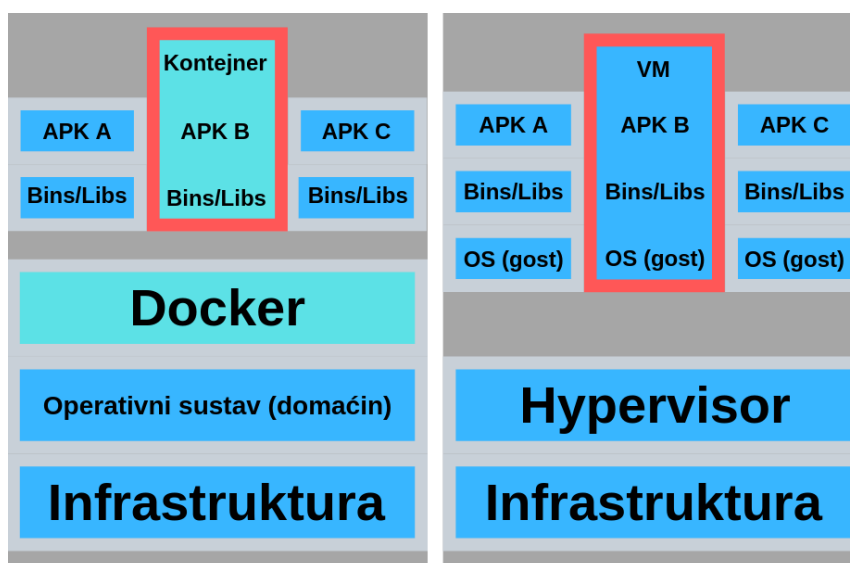 Kontejner
APK A
APK B
APK C
Bins/Libs
Bins/Libs
Bins/Libs
Docker
Operativni sustav (domaćin)
Infrastruktura
VM
APK A
APK B
APK C
Bins/Libs
Bins/Libs
Bins/Libs
OS (gost)
OS (gost)
OS (gost)
Hypervisor
Infrastruktura